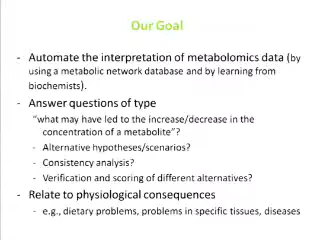 Our Goal
- Automate the interpretation of metabolomics data (by
using a metabolic network database and by learning from
biochemists).
- Answer questions of type
"what may have led to the increase/decrease in the
concentration of a metabolite"?
- Alternative hypotheses/scenarios?
- Consistency analysis?
- Verification and scoring of different alternatives?
- Relate to physiological consequences
- e.g., dietary problems, problems in specific tissues, diseases